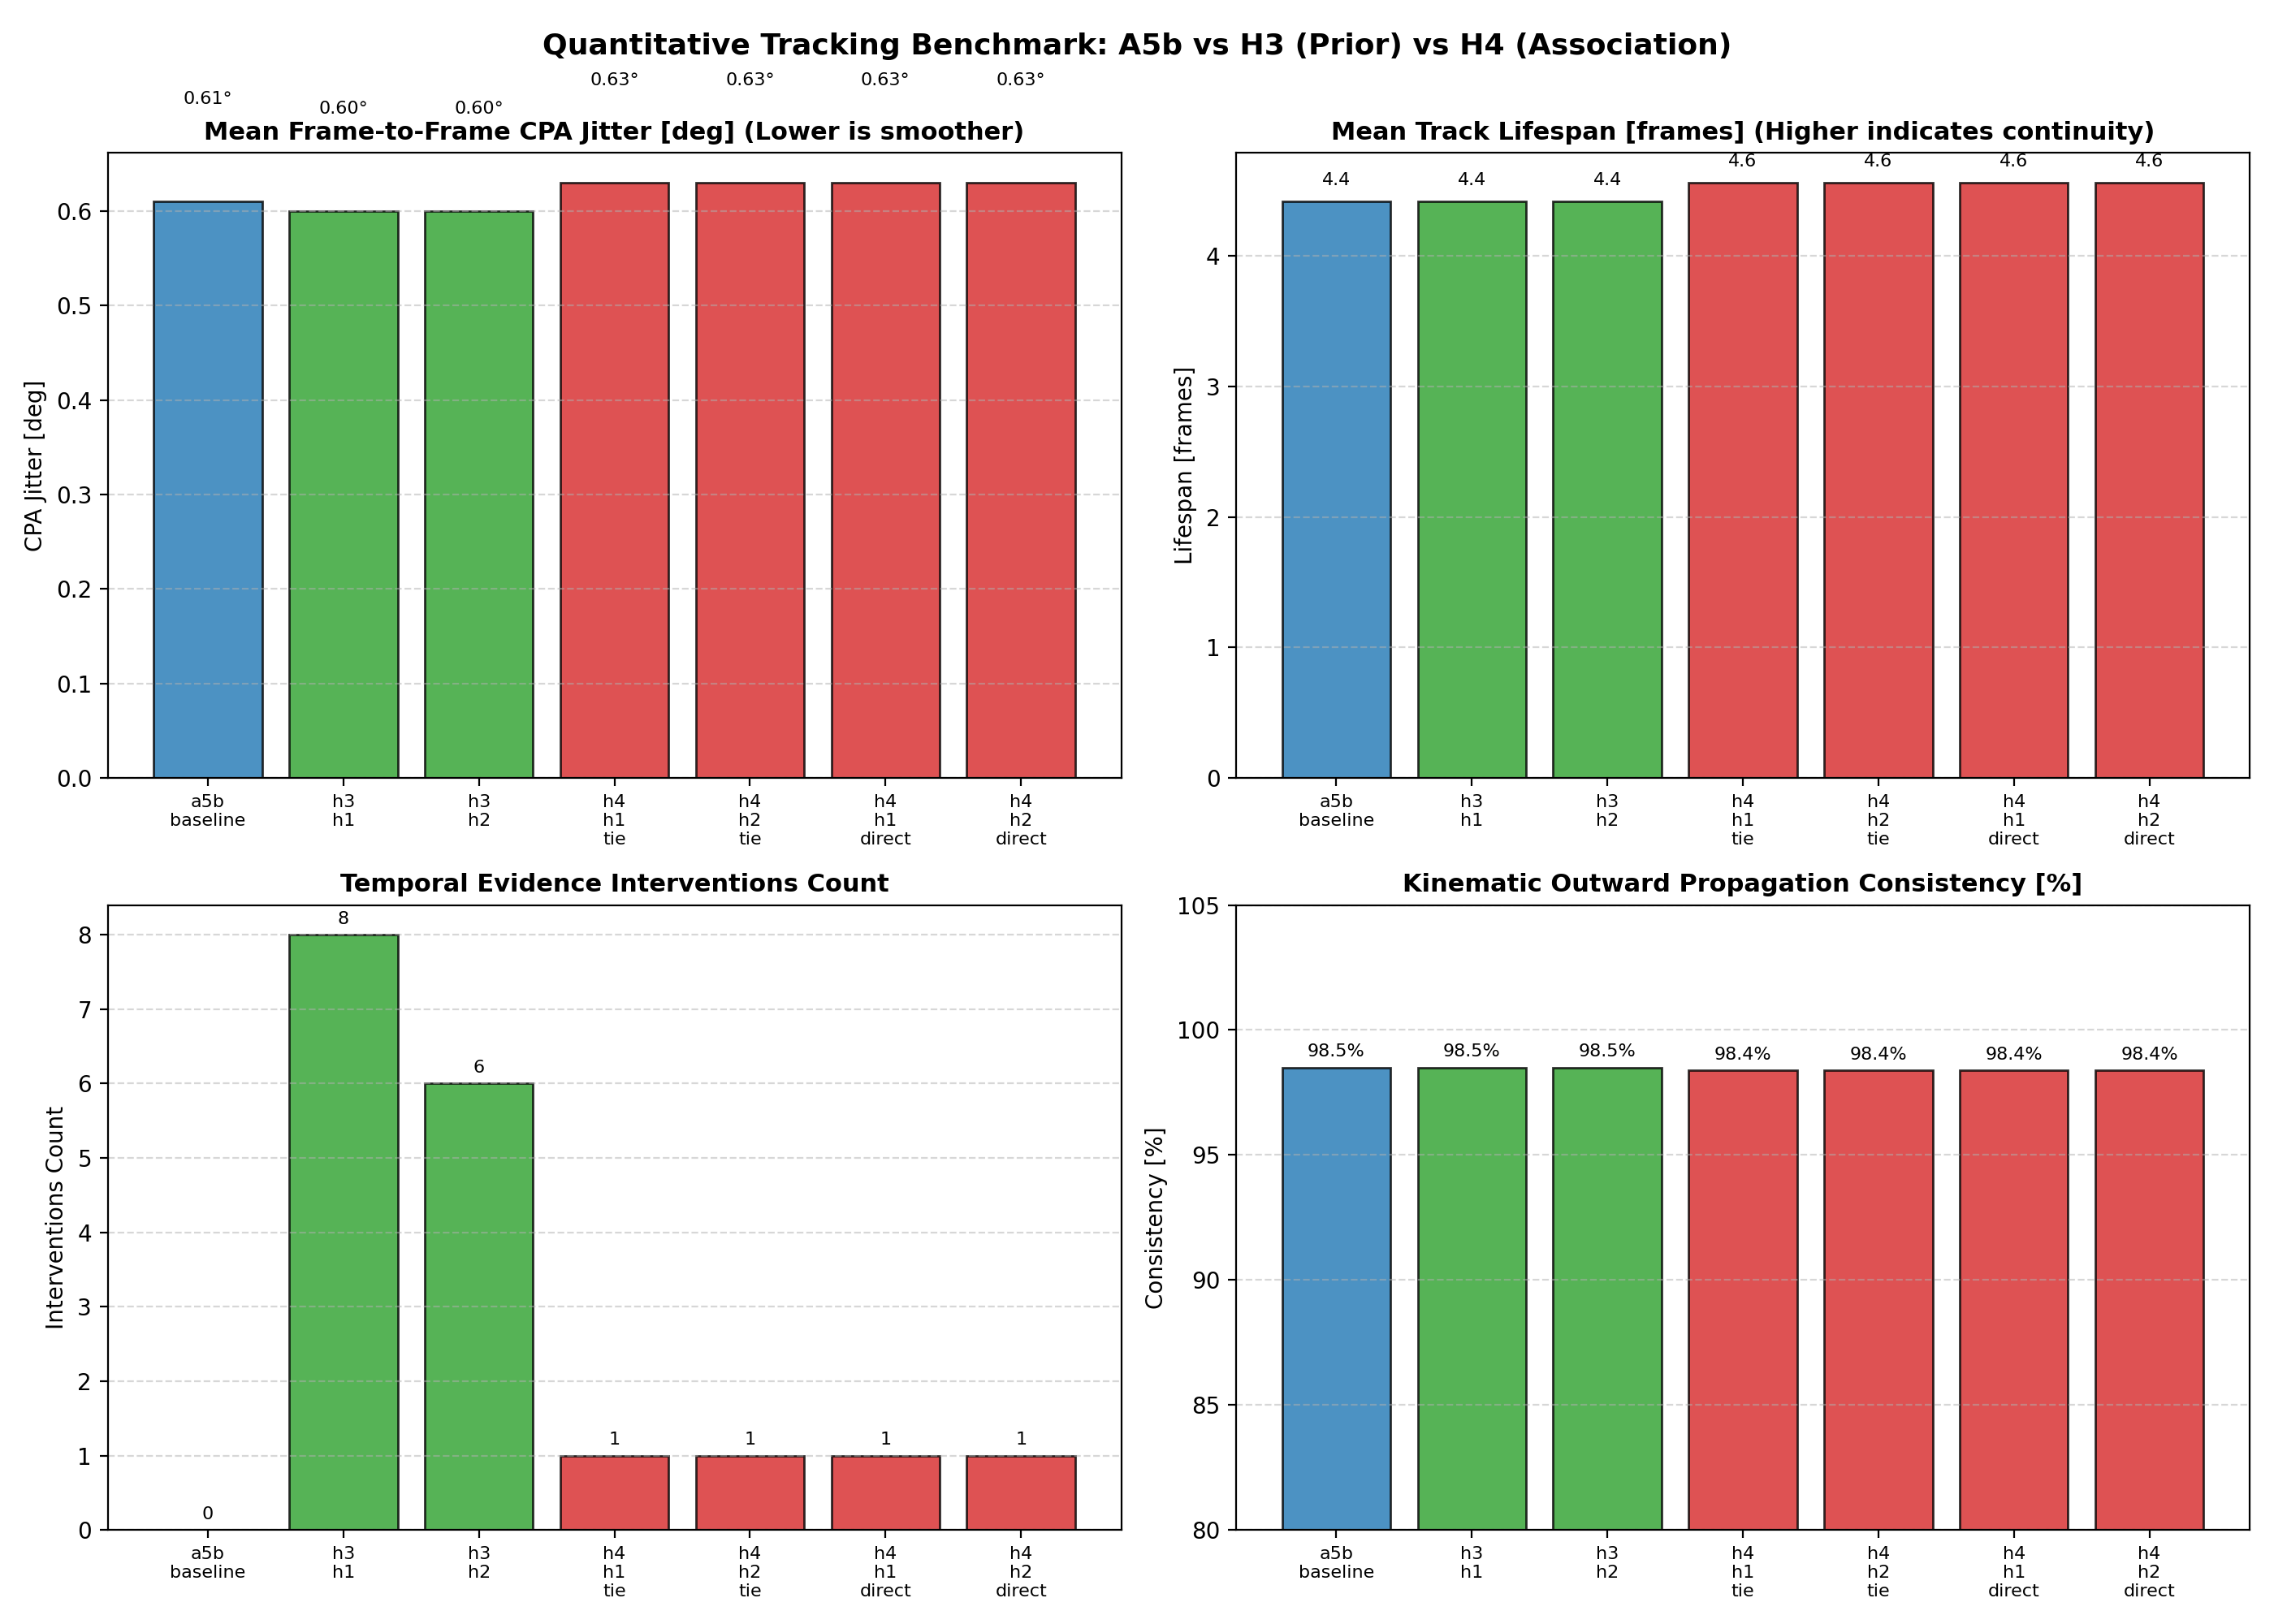 Quantitative Tracking Benchmark: A5b vs H3 (Prior) vs H4 (Association)
0.61°
0.60°
0.60°
0.63°
0.63°
0.63°
0.63°
Mean Frame-to-Frame CPA Jitter [deg] (Lower is smoother)
CPA Jitter [deg]
0.6
0.5
0.4
0.3
0.2
0.1
0.0
a5b
baseline
h3
h1
h3
h2
h4
h1
tie
h4
h2
tie
h4
h1
direct
h4
h2
direct
Mean Track Lifespan [frames] (Higher indicates continuity)
4.4
4.4
4.4
4.6
4.6
4.6
4.6
Lifespan [frames]
4
3
2
1
0
a5b
baseline
h3
h1
h3
h2
h4
h1
tie
h4
h2
tie
h4
h1
direct
h4
h2
direct
Temporal Evidence Interventions Count
Interventions Count
8
7
6
5
4
3
2
1
0
0
8
6
1
1
1
1
a5b
baseline
h3
h1
h3
h2
h4
h1
tie
h4
h2
tie
h4
h1
direct
h4
h2
direct
Kinematic Outward Propagation Consistency [%]
Consistency [%]
105
100
95
90
85
80
98.5%
98.5%
98.5%
98.4%
98.4%
98.4%
98.4%
a5b
baseline
h3
h1
h3
h2
h4
h1
tie
h4
h2
tie
h4
h1
direct
h4
h2
direct